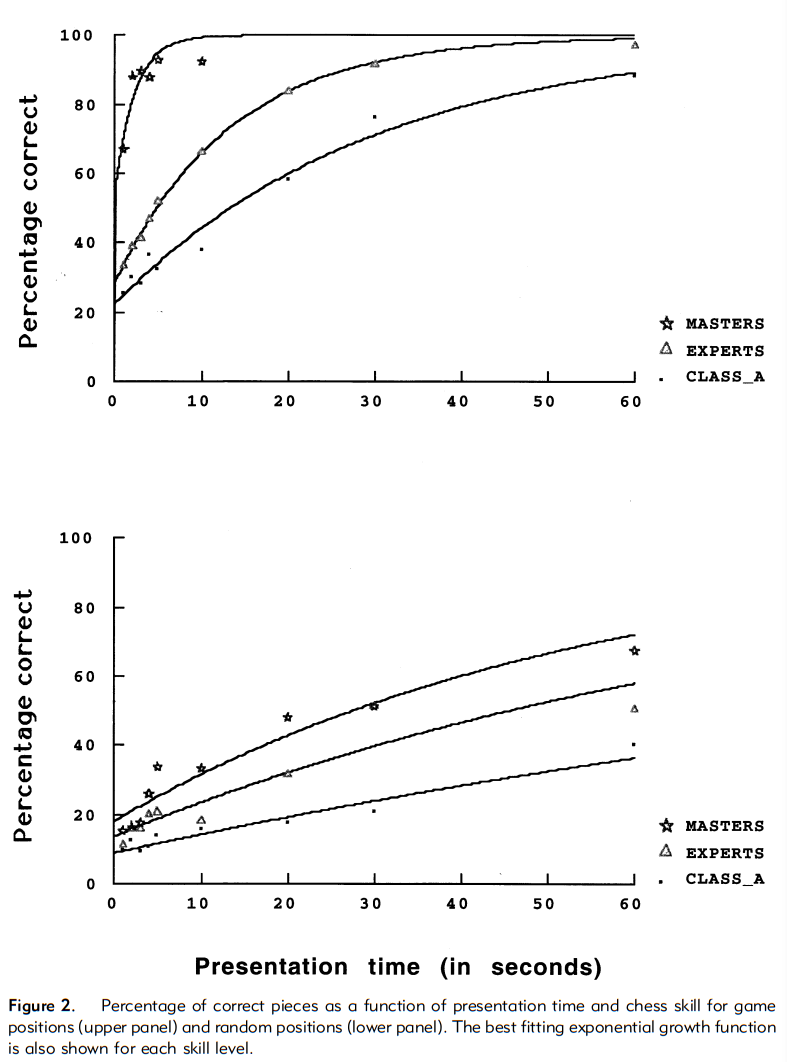 100
80
60
40
20
0
Percentage correct
0 10 20 30 40 50 60
MASTERS
EXPERTS
CLASS_A
100
80
60
40
20
0
Percentage correct
0 10 20 30 40 50 60
MASTERS
EXPERTS
CLASS_A
Presentation time (in seconds)
Figure 2. Percentage of correct pieces as a function of presentation time and chess skill for game
positions (upper panel) and random positions (lower panel). The best fitting exponential growth function
is also shown for each skill level.